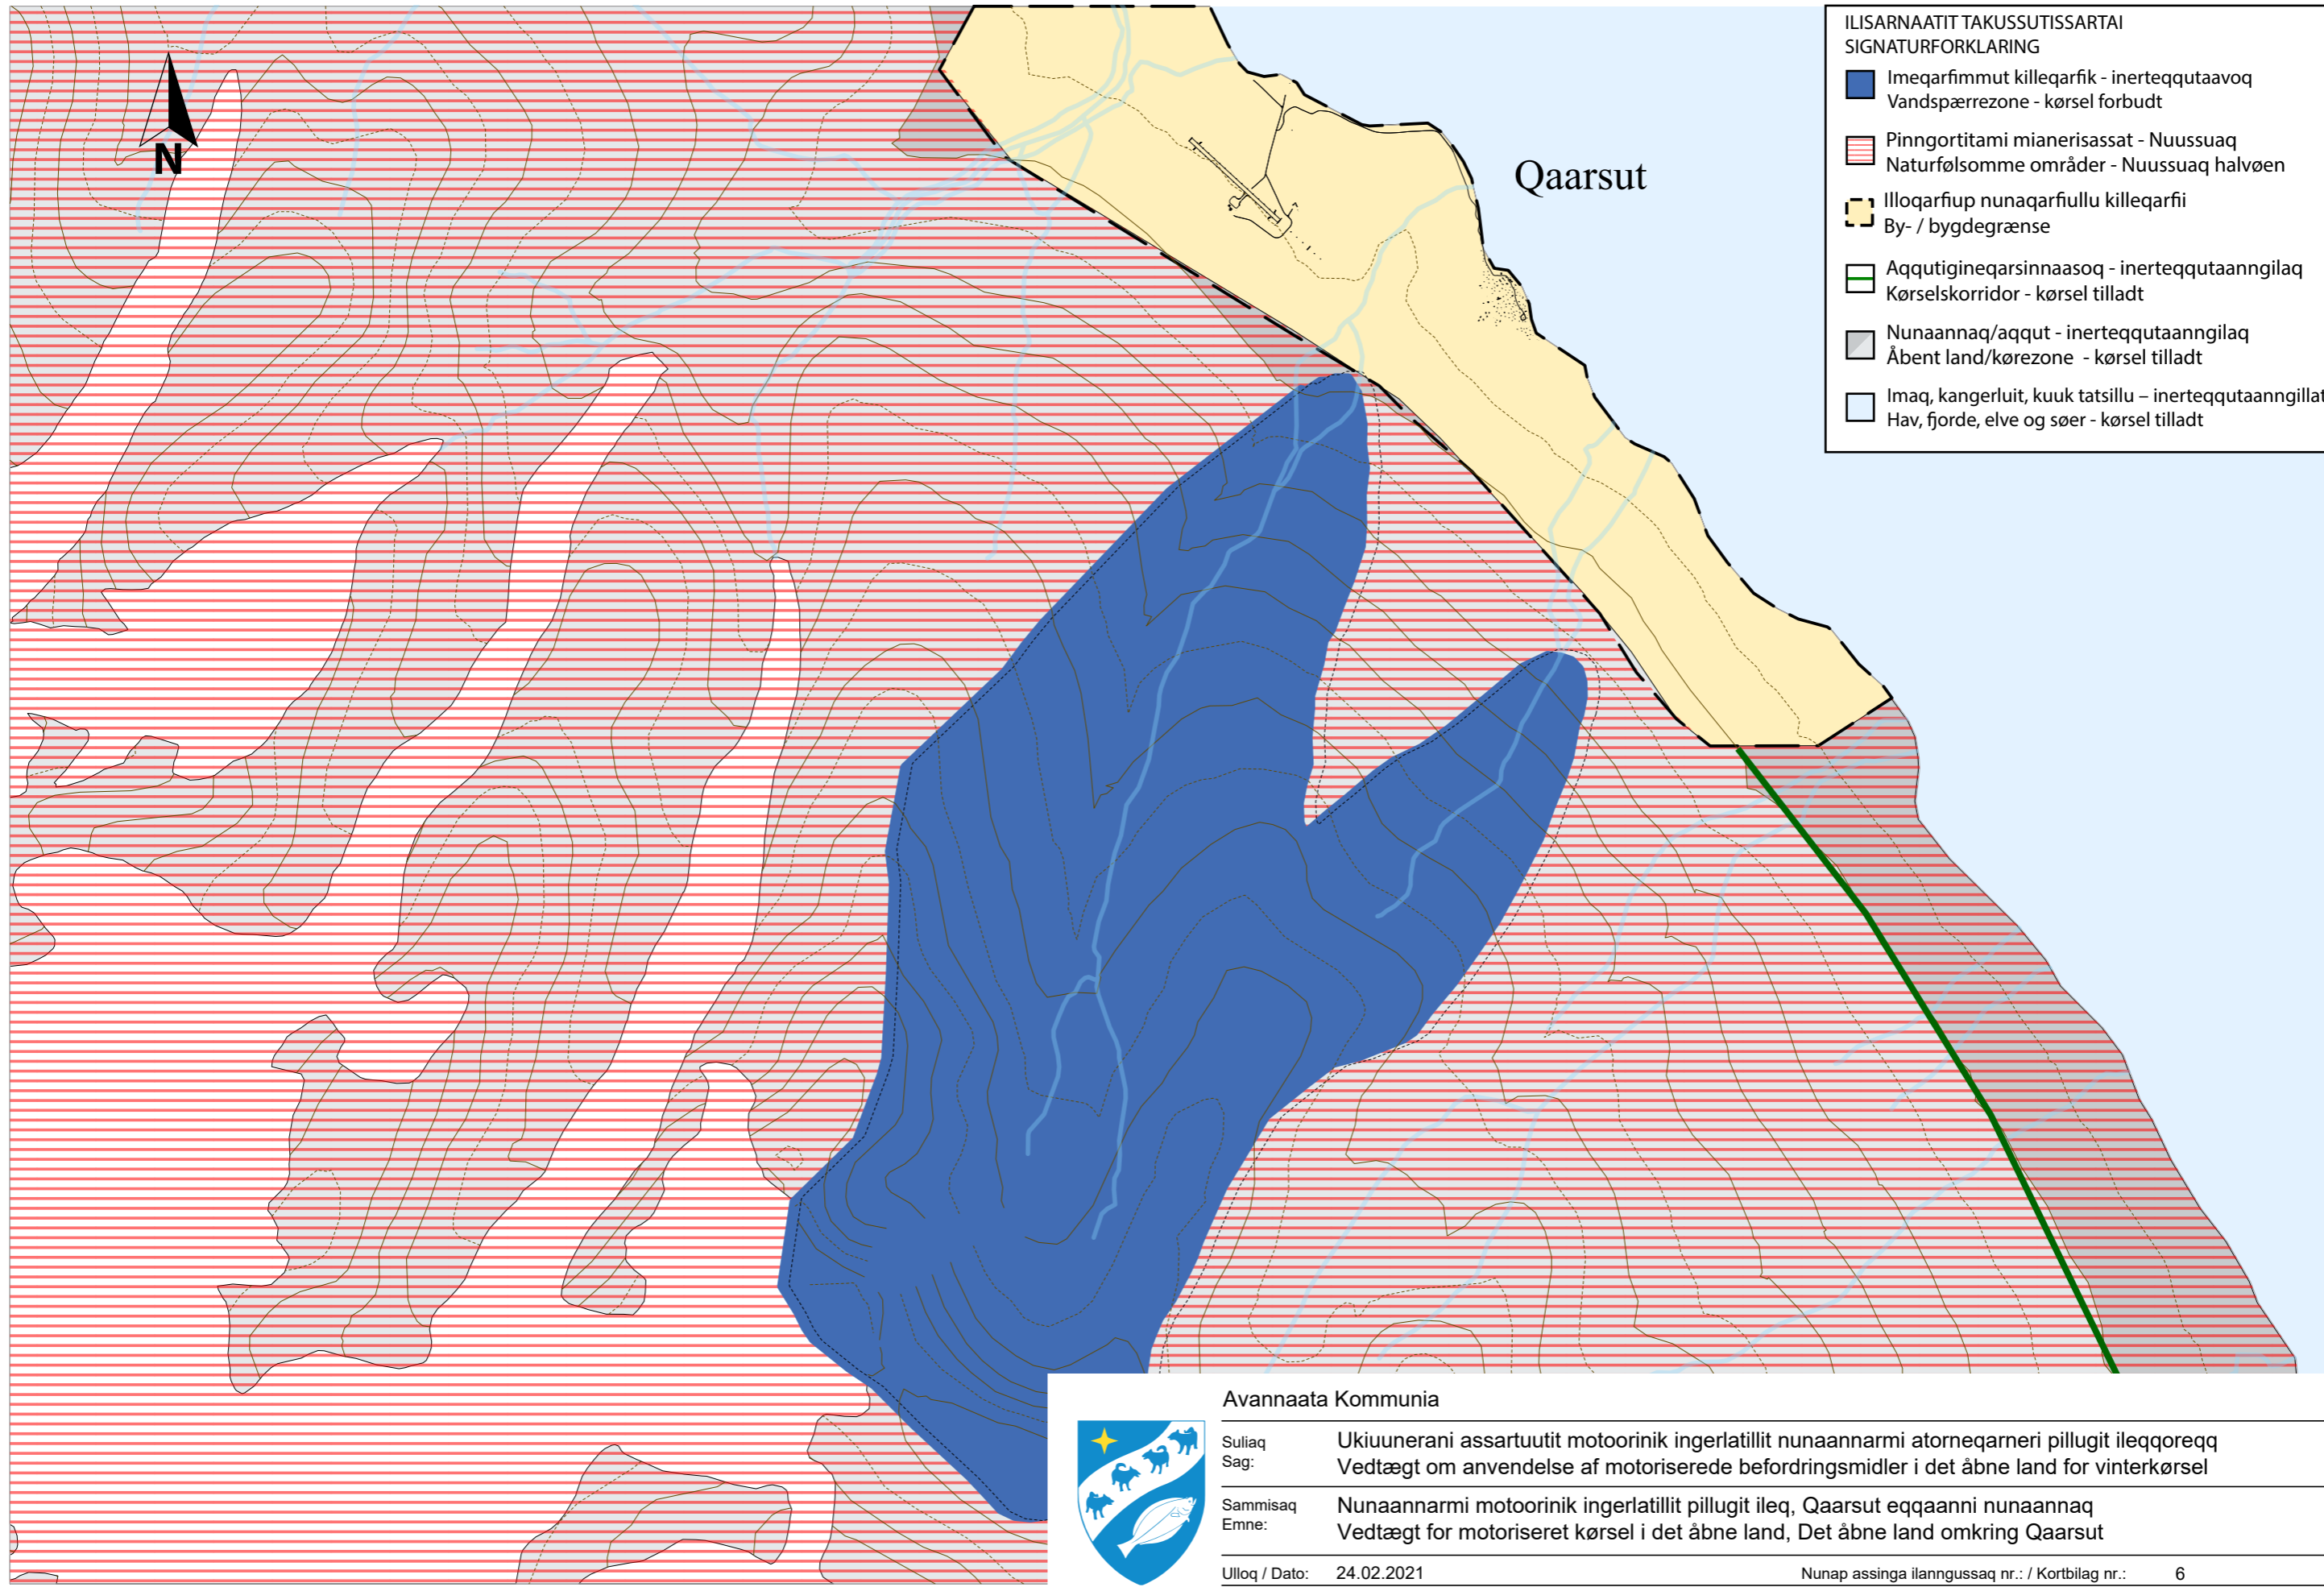 N
Qaarsut
ILISARNAATIT TAKUSSUTISSARTAI
SIGNATURFORKLARING
Imeqarfimmut killeqarfik - inerteqqutaavoq
Vandspærrezone - kørsel forbudt
Pinngortitami mianerisassat - Nuussuaq
Naturfølsomme områder - Nuussuaq halvøen
Illoqarfiup nunaqarfiullu killeqarfii
By- / bygdegrænse
Aqqutigineqarsinnaasoq - inerteqqutaanngilaq
Kørselskorridor - kørsel tilladt
Nunaannaq/aqqut - inerteqqutaanngilaq
Åbent land/kørezone - kørsel tilladt
Imaq, kangerluit, kuuk tatsillu – inerteqqutaanngillat
Hav, fjorde, elve og søer - kørsel tilladt
Avannaata Kommunia
Suliaq Ukiuunerani assartuutit motoorinik ingerlatillit nunaannarmi atorneqarneri pillugit ileqqoreqq
Sag: Vedtægt om anvendelse af motoriserede befordringsmidler i det åbne land for vinterkørsel
Sammisaq Nunaannarmi motoorinik ingerlatillit pillugit ileq, Qaarsut eqqaanni nunaannaq
Emne: Vedtægt for motoriseret kørsel i det åbne land, Det åbne land omkring Qaarsut
Ulloq / Dato: 24.02.2021 Nunap assinga ilanngussaq nr.: / Kortbilag nr.: 6